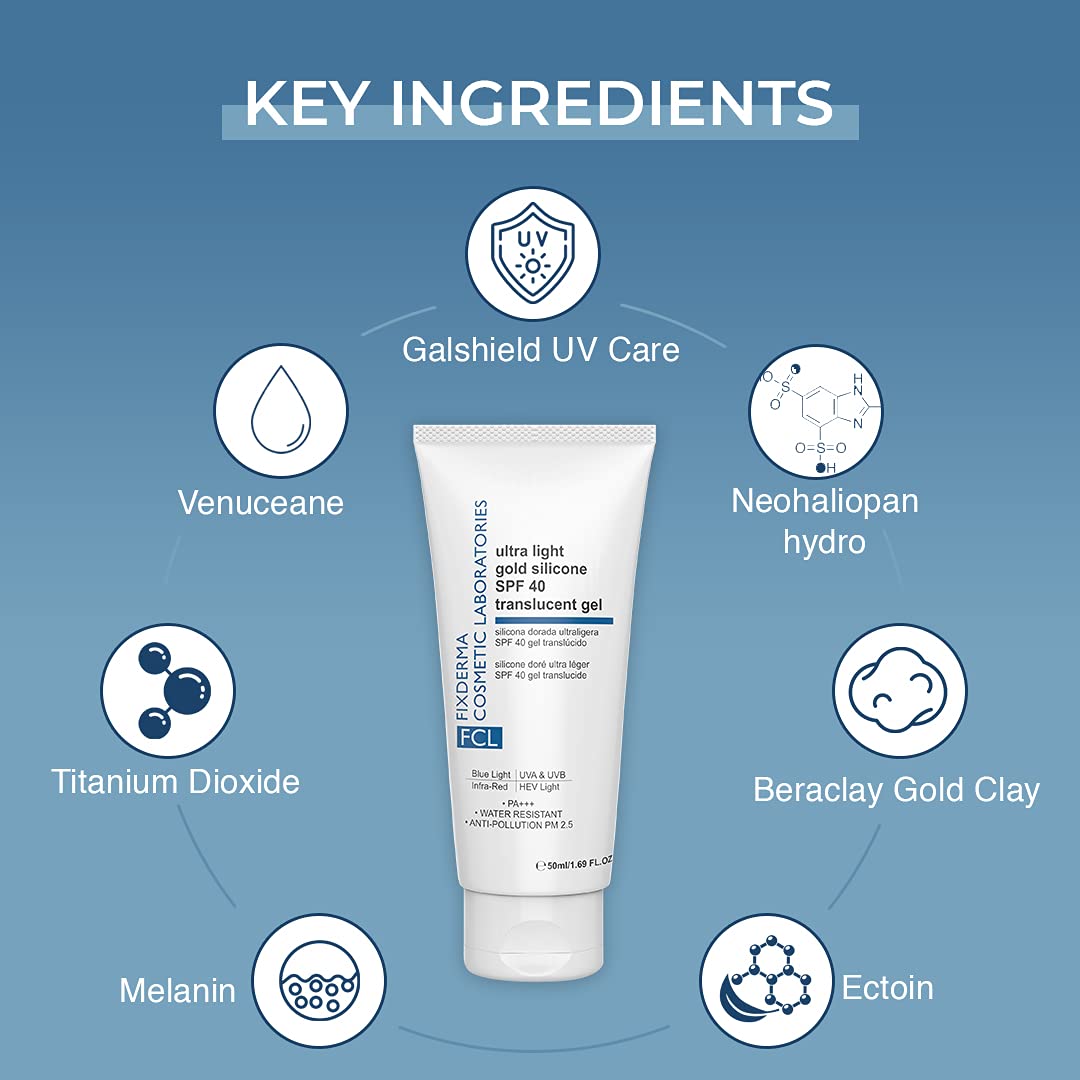 KEY INGREDIENTS
UV
Galshield UV Care
Venuceane
Neohaliopan
hydro
Titanium Dioxide
Beraclay Gold Clay
Melanin
Ectoin
FIXDERMA
COSMETIC LABORATORIES
FCL
ultra light
gold silicone
SPF 40
translucent gel
silicona dorada ultraligera
SPF 40 gel translúcido
silicone doré ultra léger
SPF 40 gel translucide
Blue Light | UVA & UVB
Infra-Red | HEV Light
• PA+++
• WATER RESISTANT
• ANTI-POLLUTION PM 2.5
℮ 50ml/1.69 FL.OZ
H
N
N
O
S
O
O=S=O
OH